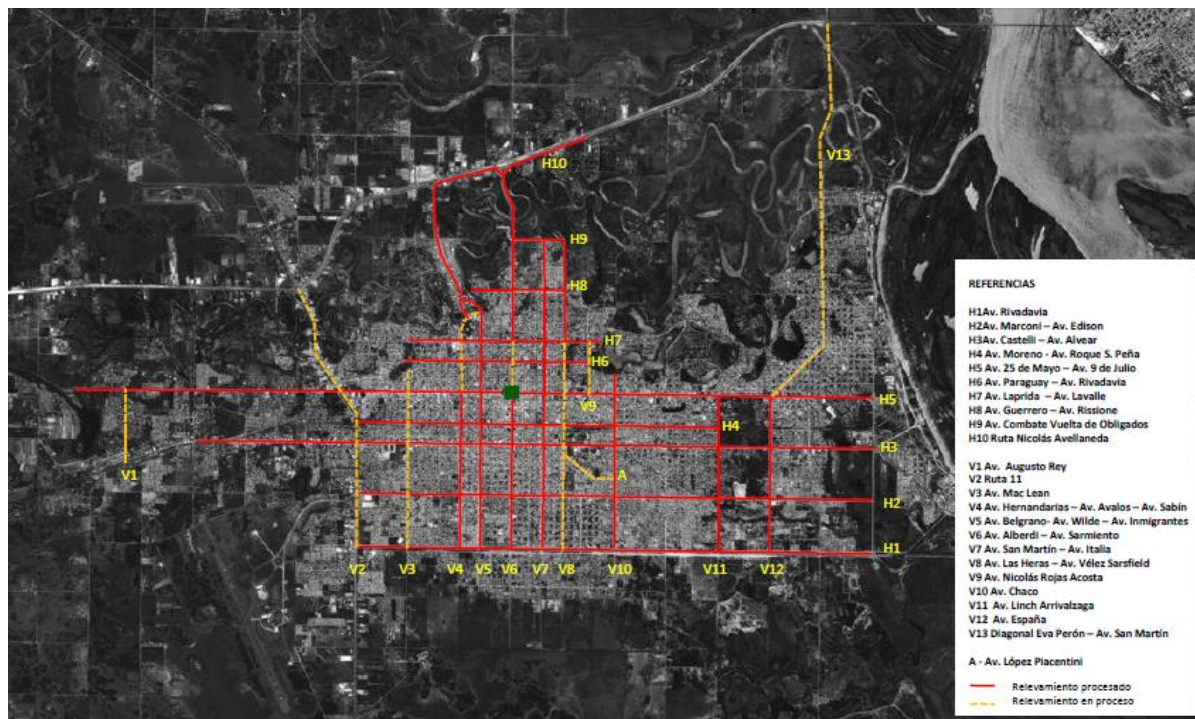 V13
H10
H9
H8
H7
H6
V9
H5
H4
H3
V1
A
H2
H1
V2
V3
V4
V5
V6
V7
V8
V10
V11
V12
REFERENCIAS
H1Av. Rivadavia
H2Av. Marconi – Av. Edison
H3Av. Castelli – Av. Alvear
H4 Av. Moreno - Av. Roque S. Peña
H5 Av. 25 de Mayo – Av. 9 de Julio
H6 Av. Paraguay – Av. Rivadavia
H7 Av. Laprida – Av. Lavalle
H8 Av. Guerrero – Av. Rissione
H9 Av. Combate Vuelta de Obligados
H10 Ruta Nicolás Avellaneda
V1 Av. Augusto Rey
V2 Ruta 11
V3 Av. Mac Lean
V4 Av. Hernandarías – Av. Avalos – Av. Sabín
V5 Av. Belgrano- Av. Wilde – Av. Inmigrantes
V6 Av. Alberdi – Av. Sarmiento
V7 Av. San Martín – Av. Italia
V8 Av. Las Heras – Av. Vélez Sarsfield
V9 Av. Nicolás Rojas Acosta
V10 Av. Chaco
V11 Av. Linch Arrivalzaga
V12 Av. España
V13 Diagonal Eva Perón – Av. San Martín
A - Av. López Piacentini
Relevamiento procesado
Relevamiento en proceso